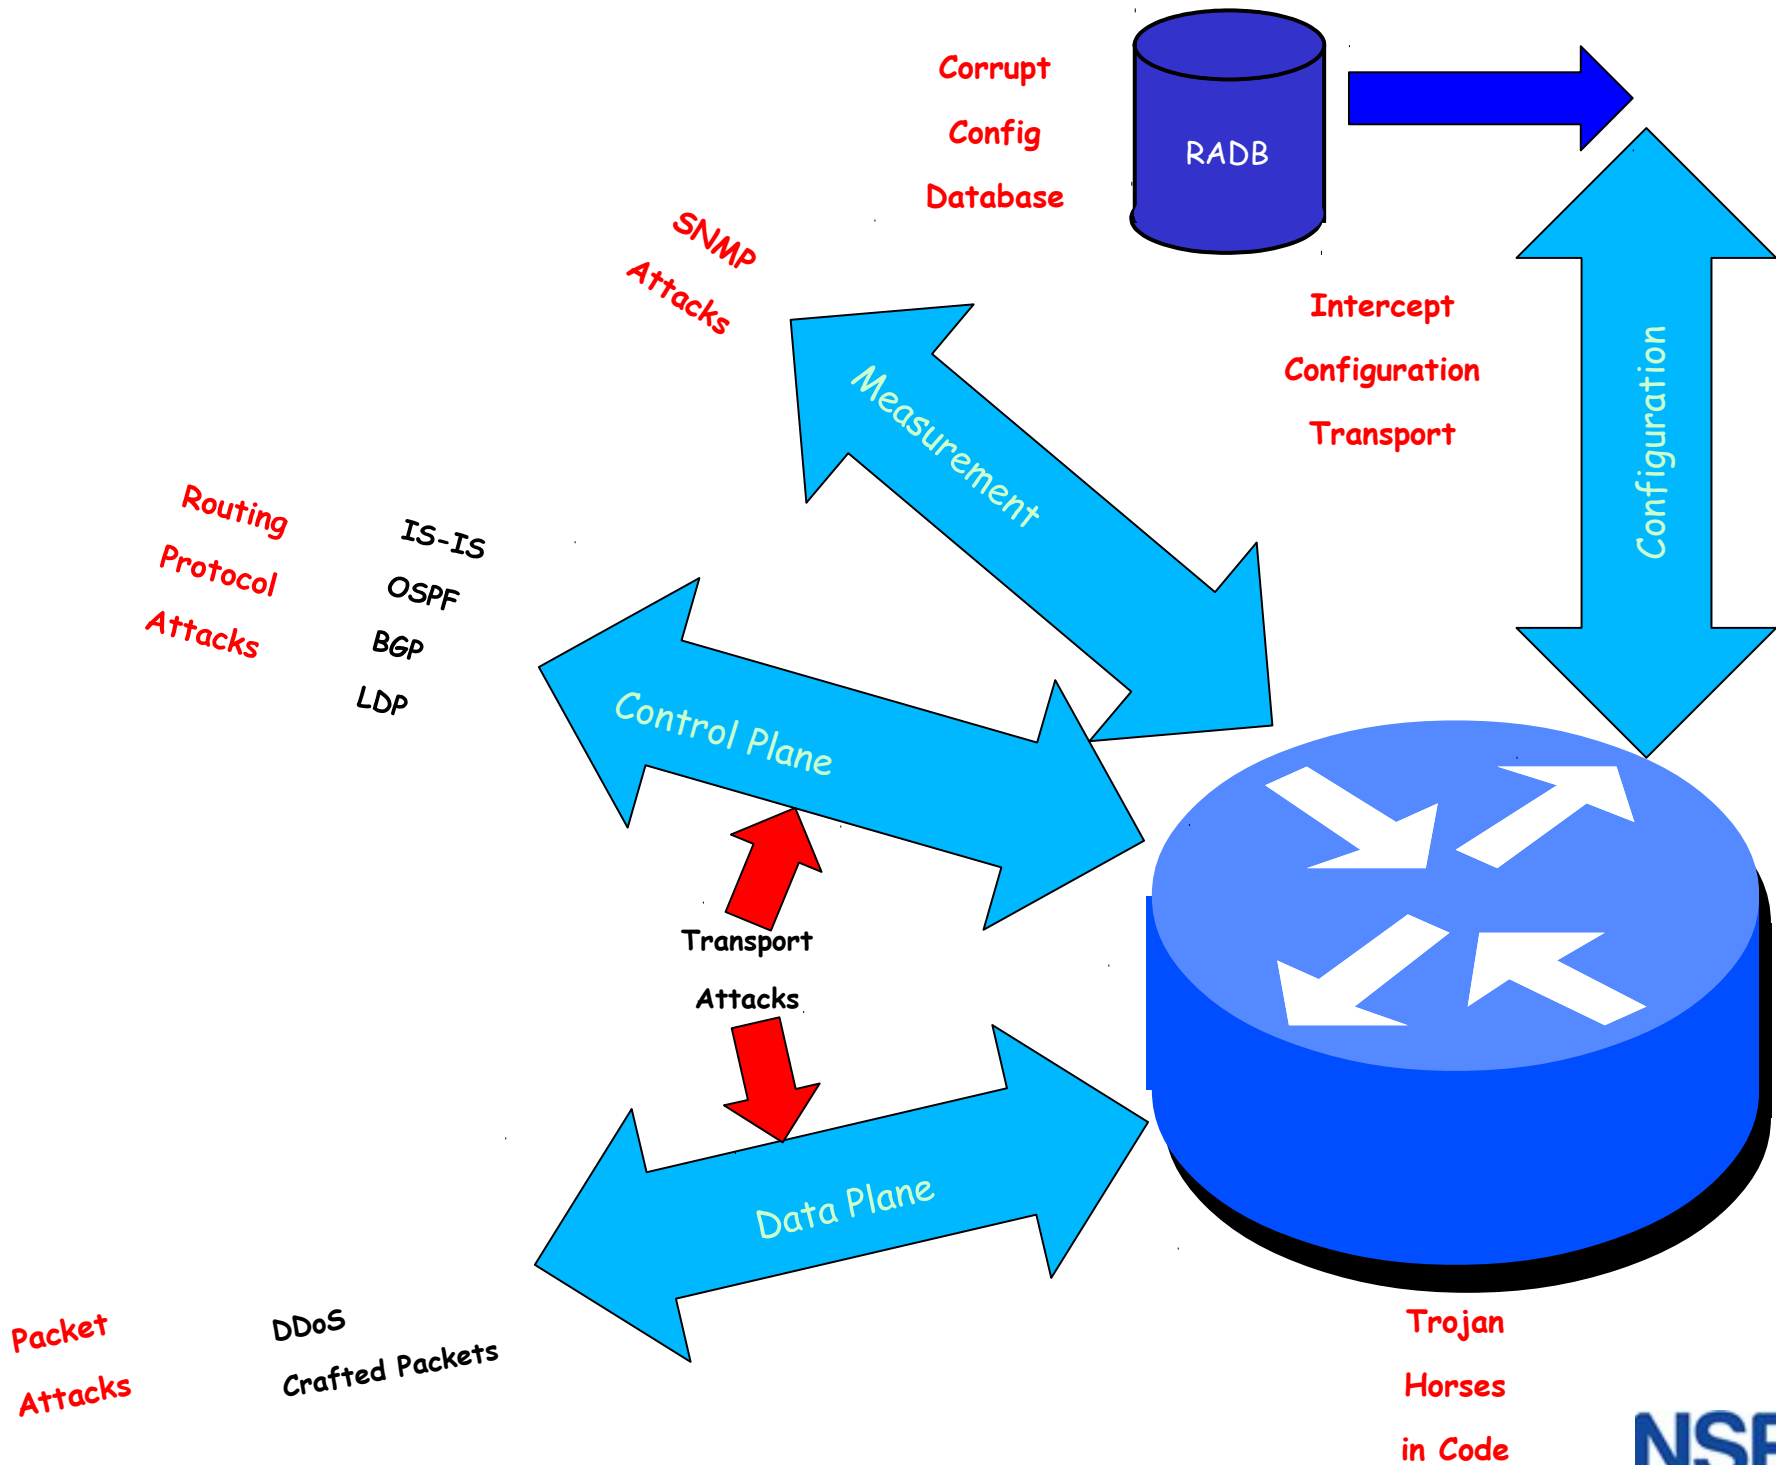 Corrupt
Config
Database
RADB
SNMP
Attacks
Intercept
Configuration
Transport
Configuration
Measurement
Routing
Protocol
Attacks
IS-IS
OSPF
BGP
LDP
Control Plane
Transport
Attacks
Data Plane
Packet
Attacks
DDoS
Crafted Packets
Trojan
Horses
in Code